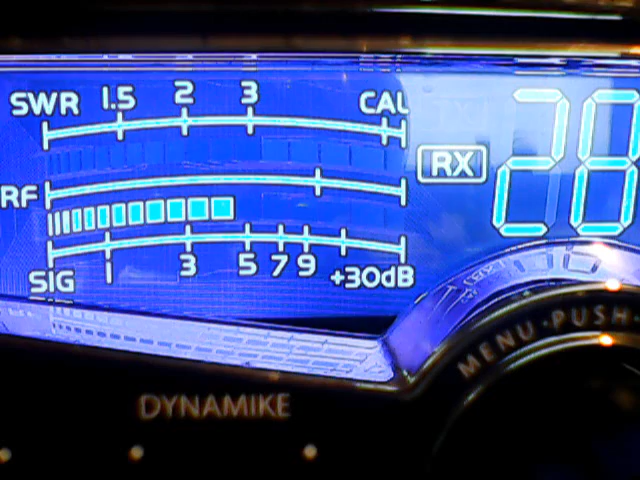 SWR 1.5 2 3 CAL
RX 28
RF
SIG 1 3 5 7 9 +30dB
MENU·PUSH
DYNAMIKE